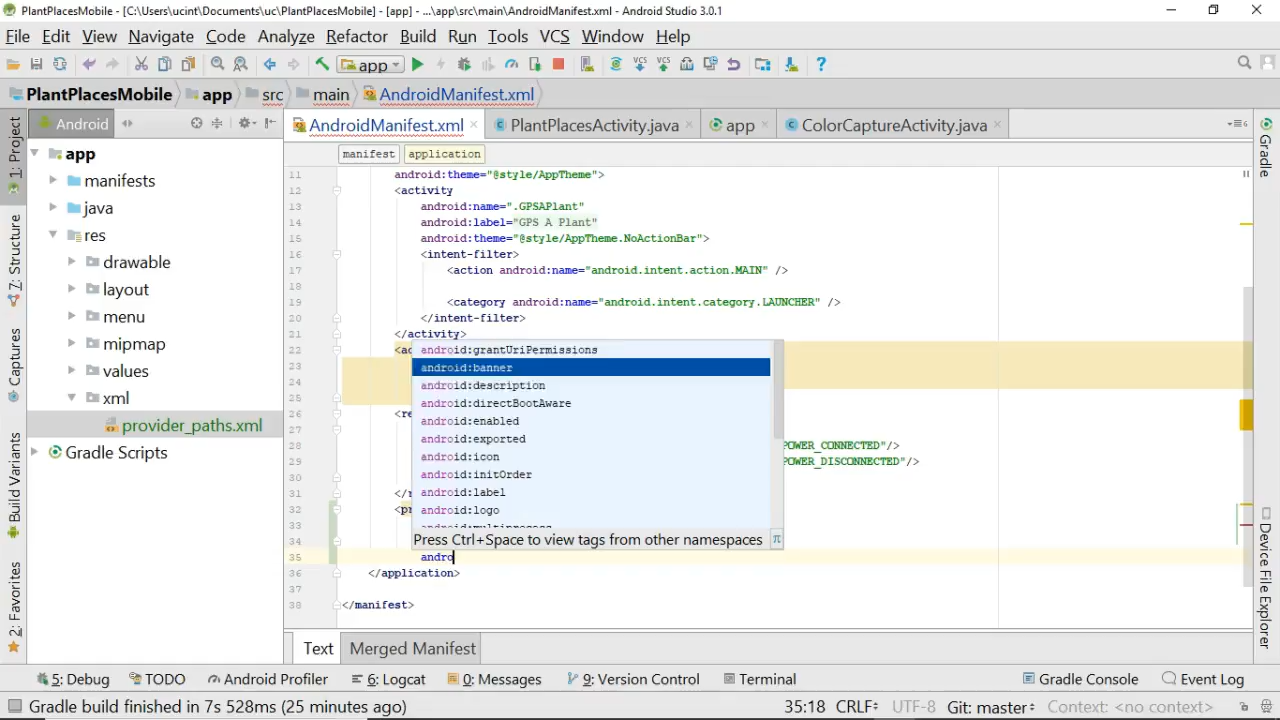 PlantPlacesMobile - [C:\Users\ucint\Documents\uc\PlantPlacesMobile] - [app] - ...\app\src\main\AndroidManifest.xml - Android Studio 3.0.1
File Edit View Navigate Code Analyze Refactor Build Run Tools VCS Window Help
app
PlantPlacesMobile app src main AndroidManifest.xml
Android
AndroidManifest.xml PlantPlacesActivity.java app ColorCaptureActivity.java
manifest application
1: Project
Z: Structure
Captures
Build Variants
2: Favorites
app
manifests
java
res
drawable
layout
menu
mipmap
values
xml
provider_paths.xml
Gradle Scripts
11 android:theme="@style/AppTheme">
12 <activity
13 android:name=".GPSAPlant"
14 android:label="GPS A Plant"
15 android:theme="@style/AppTheme.NoActionBar">
16 <intent-filter>
17 <action android:name="android.intent.action.MAIN" />
18
19 <category android:name="android.intent.category.LAUNCHER" />
20 </intent-filter>
21 </activity>
22 <ac
23
24
25
26 <re
27
28 POWER_CONNECTED"/>
29 POWER_DISCONNECTED"/>
30
31 </r
32 <pr
33
34
35 andro
36 </application>
37
38 </manifest>
android:grantUriPermissions
android:banner
android:description
android:directBootAware
android:enabled
android:exported
android:icon
android:initOrder
android:label
android:logo
android:multiprocess
Press Ctrl+Space to view tags from other namespaces π
Gradle
Device File Explorer
Text Merged Manifest
5: Debug TODO Android Profiler 6: Logcat 0: Messages 9: Version Control Terminal Gradle Console Event Log
Gradle build finished in 7s 528ms (25 minutes ago) 35:18 CRLF UTF-8 Git: master Context: <no context>